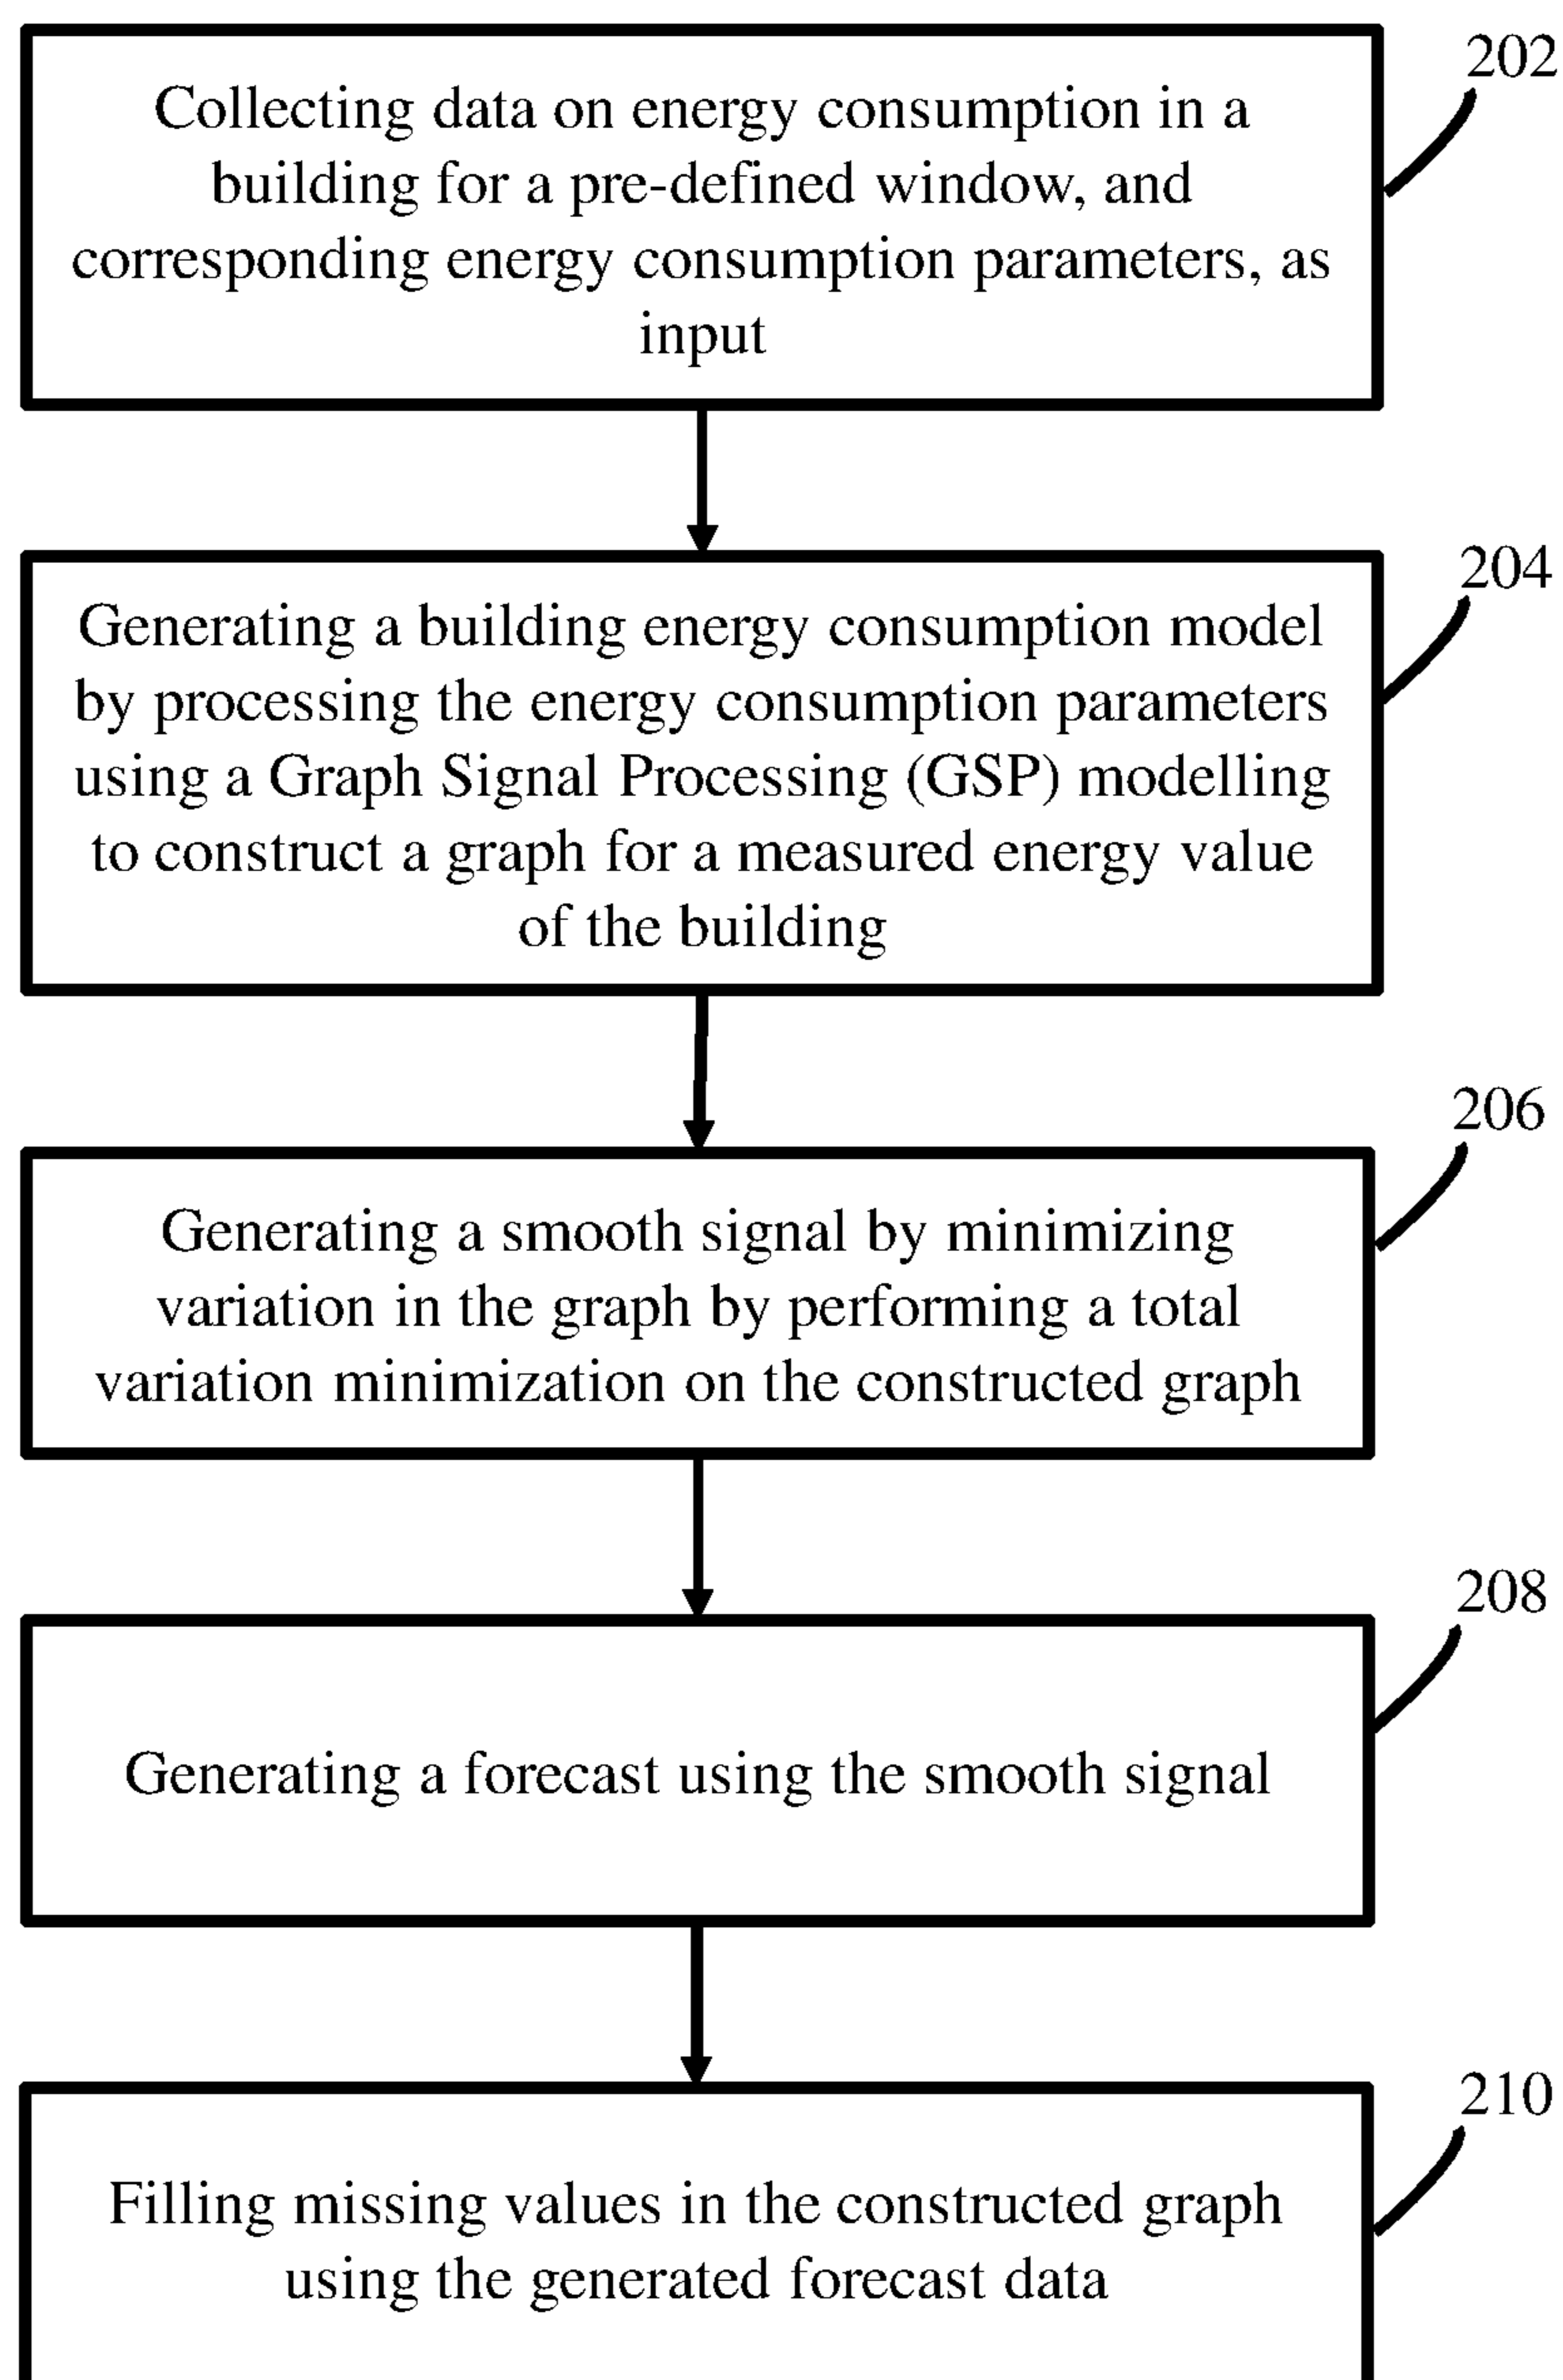 202
Collecting data on energy consumption in a
building for a pre-defined window, and
corresponding energy consumption parameters, as
input
204
Generating a building energy consumption model
by processing the energy consumption parameters
using a Graph Signal Processing (GSP) modelling
to construct a graph for a measured energy value
of the building
206
Generating a smooth signal by minimizing
variation in the graph by performing a total
variation minimization on the constructed graph
208
Generating a forecast using the smooth signal
210
Filling missing values in the constructed graph
using the generated forecast data